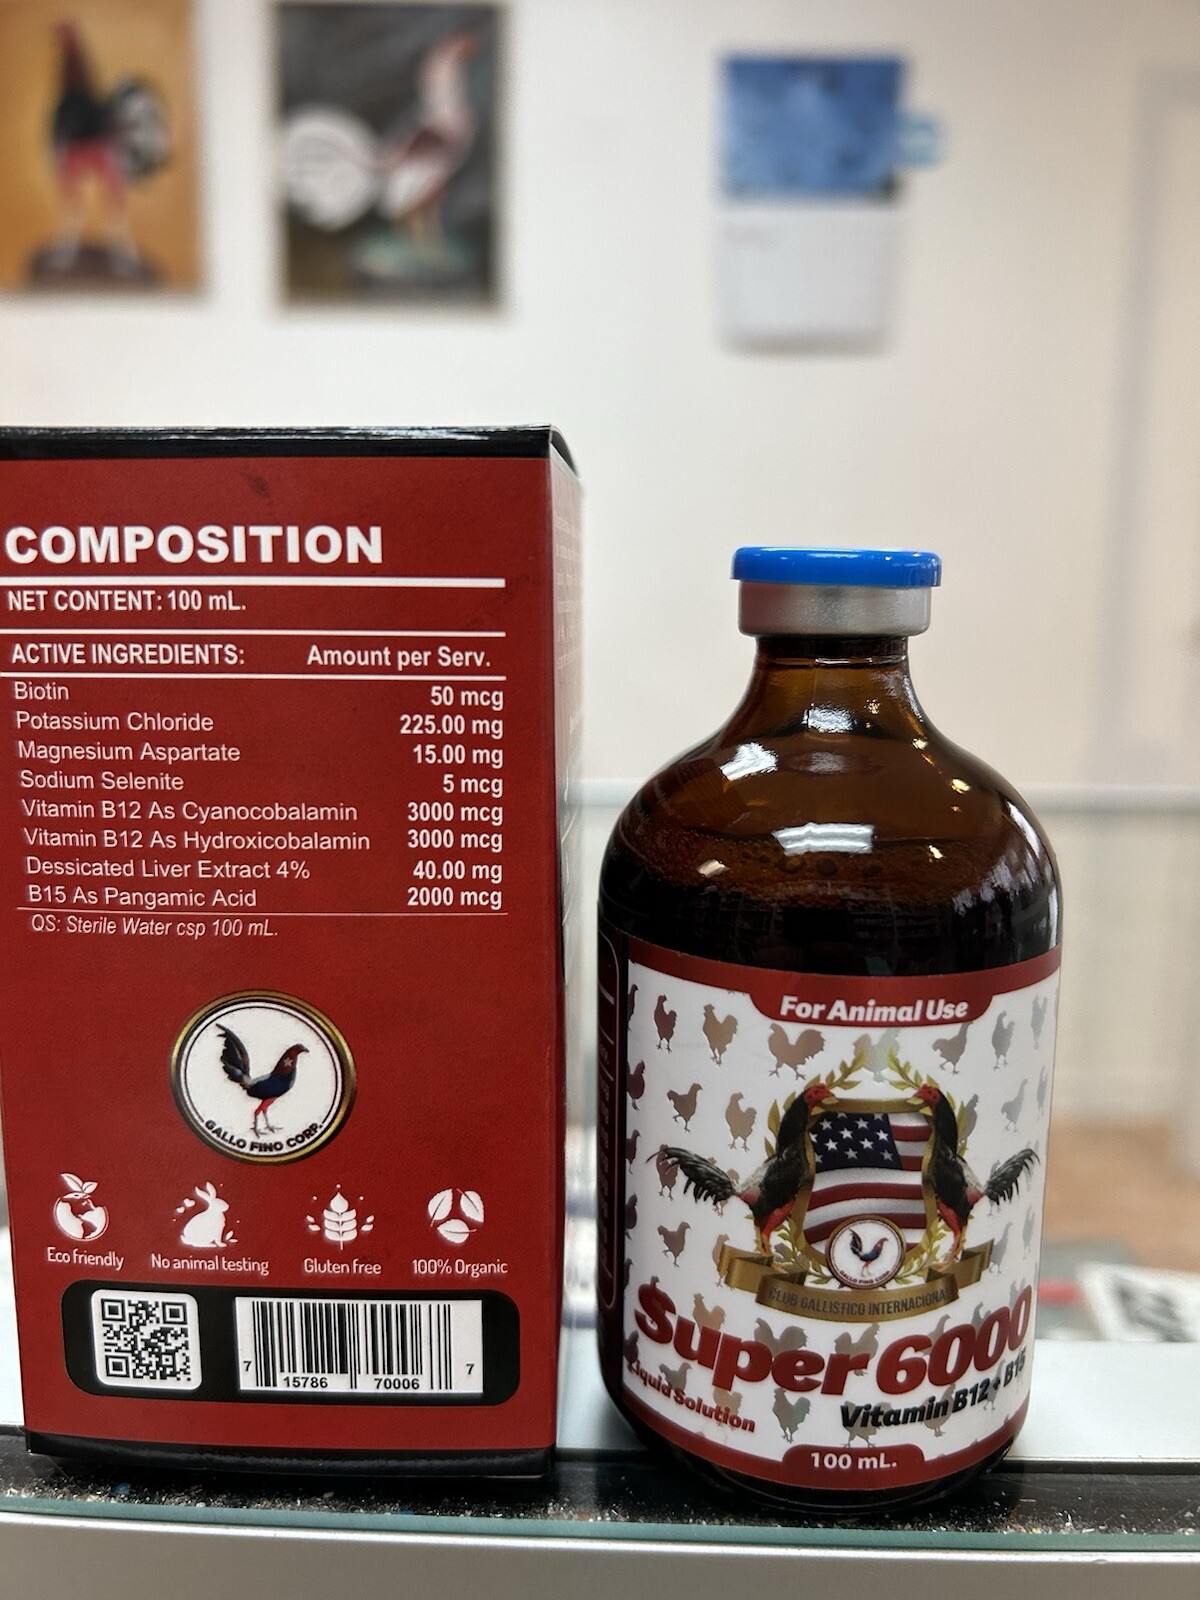 COMPOSITION
NET CONTENT: 100 mL.
ACTIVE INGREDIENTS: Amount per Serv.
Biotin 50 mcg
Potassium Chloride 225.00 mg
Magnesium Aspartate 15.00 mg
Sodium Selenite 5 mcg
Vitamin B12 As Cyanocobalamin 3000 mcg
Vitamin B12 As Hydroxicobalamin 3000 mcg
Dessicated Liver Extract 4% 40.00 mg
B15 As Pangamic Acid 2000 mcg
QS: Sterile Water csp 100 mL.
GALLO FINO CORP.
Eco friendly
No animal testing
Gluten free
100% Organic
7 15786 70006 7
For Animal Use
GALLO FINO CORP.
CLUB GALLISTICO INTERNACIONAL
Super 6000
Liquid Solution
Vitamin B12 + B15
100 mL.